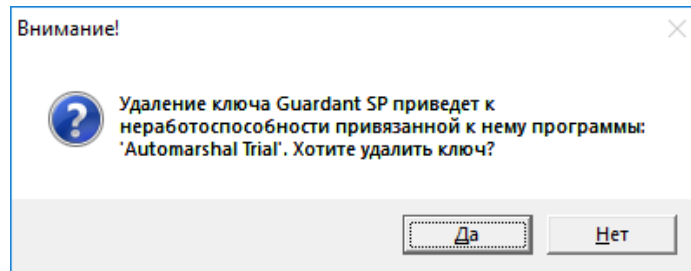 Внимание!
Удаление ключа Guardant SP приведет к
неработоспособности привязанной к нему программы:
'Automarshal Trial'. Хотите удалить ключ?
Да
Нет